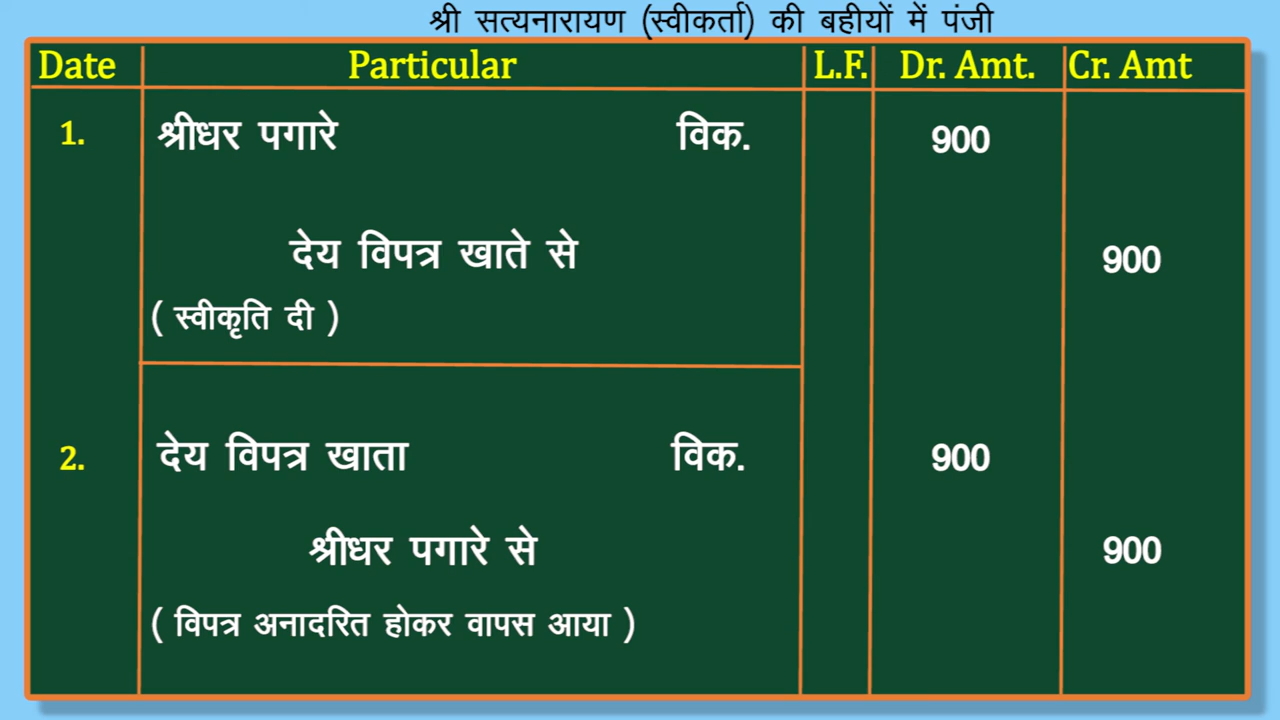 श्री सत्यनारायण (स्वीकर्ता) की बहीयों में पंजी
Date Particular L.F. Dr. Amt. Cr. Amt
1. श्रीधर पगारे विक. 900
देय विपत्र खाते से 900
( स्वीकृति दी )
2. देय विपत्र खाता विक. 900
श्रीधर पगारे से 900
( विपत्र अनादरित होकर वापस आया )